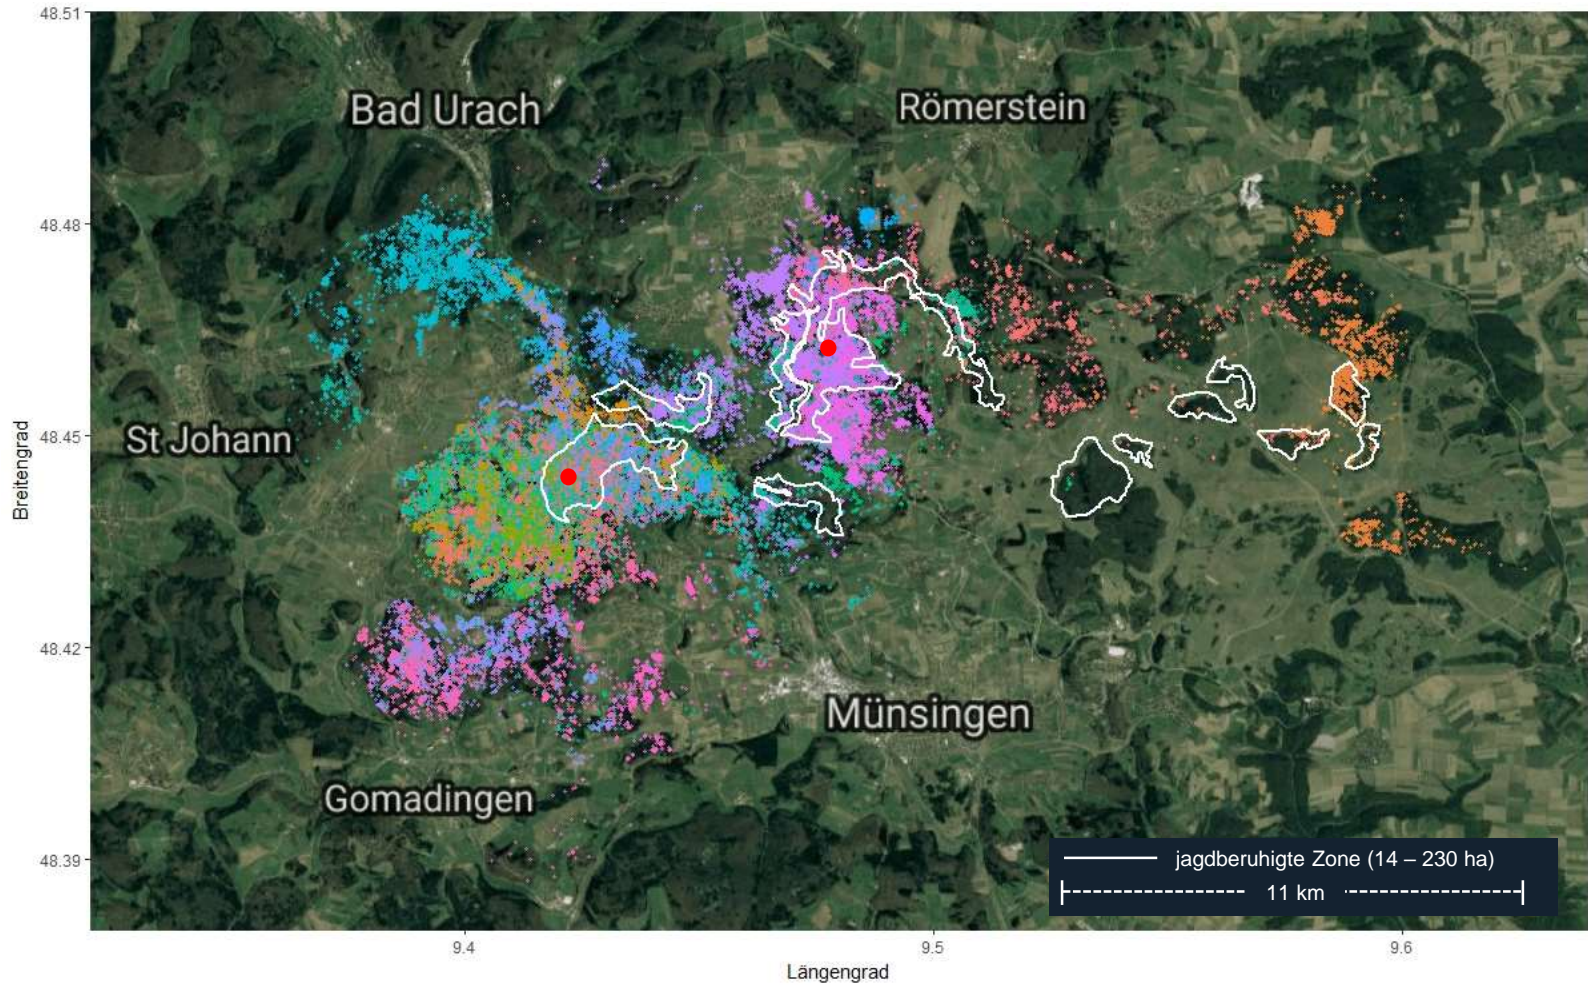 48.51
Bad Urach
Römerstein
48.48
48.45
St Johann
Breitengrad
48.42
Münsingen
Gomadingen
48.39
jagdberuhigte Zone (14 – 230 ha)
11 km
9.4
9.5
9.6
Längengrad